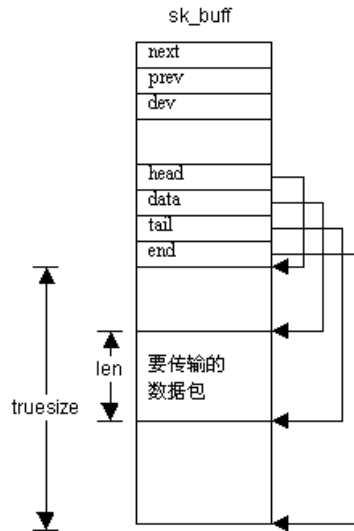 sk_buff
next
prev
dev
head
data
tail
end
len
要传输的
数据包
truesize